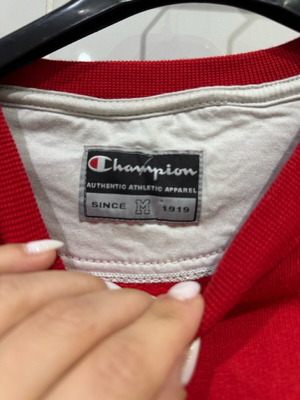 Champion
AUTHENTIC ATHLETIC APPAREL
SINCE M 1919